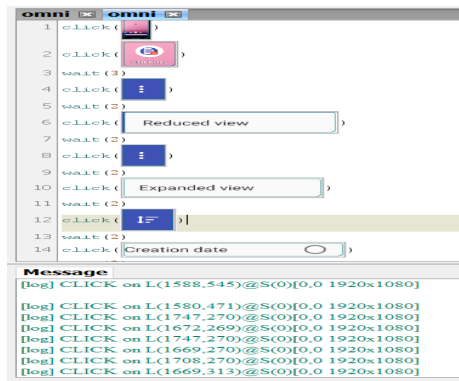 omni omni
1 click( )
2 click( )
3 wait(3)
4 click( )
5 wait(2)
6 click( Reduced view )
7 wait(2)
8 click( )
9 wait(2)
10 click( Expanded view )
11 wait(2)
12 click( )
13 wait(2)
14 click( Creation date )
Message
[log] CLICK on L(1588,545)@S(0)[0,0 1920x1080]
[log] CLICK on L(1580,471)@S(0)[0,0 1920x1080]
[log] CLICK on L(1747,270)@S(0)[0,0 1920x1080]
[log] CLICK on L(1672,269)@S(0)[0,0 1920x1080]
[log] CLICK on L(1747,270)@S(0)[0,0 1920x1080]
[log] CLICK on L(1669,270)@S(0)[0,0 1920x1080]
[log] CLICK on L(1708,270)@S(0)[0,0 1920x1080]
[log] CLICK on L(1669,313)@S(0)[0,0 1920x1080]